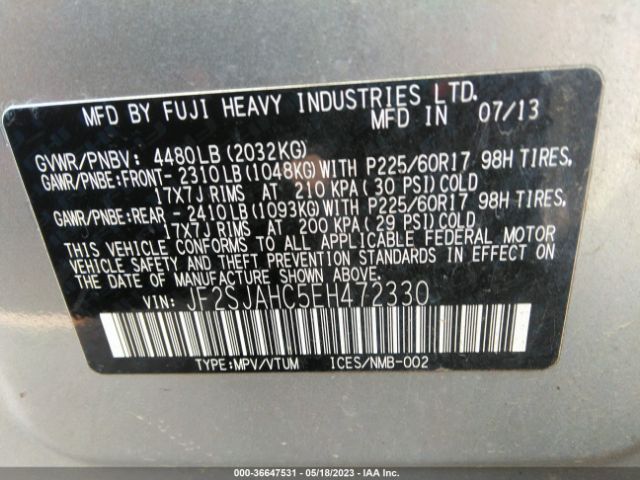 MFD BY FUJI HEAVY INDUSTRIES LTD.
MFD IN 07/13
GVWR/PNBV: 4480LB (2032KG)
GAWR/PNBE:FRONT- 2310LB (1048KG)WITH P225/60R17 98H TIRES,
17X7J RIMS AT 210 KPA (30 PSI)COLD
GAWR/PNBE:REAR - 2410LB (1093KG)WITH P225/60R17 98H TIRES,
17X7J RIMS AT 200 KPA (29 PSI)COLD
THIS VEHICLE CONFORMS TO ALL APPLICABLE FEDERAL MOTOR
VEHICLE SAFETY AND THEFT PREVENTION STANDARDS IN EFFECT ON
THE DATE OF MANUFACTURE SHOWN ABOVE.
VIN: JF2SJAHC5EH472330
TYPE:MPV/VTUM ICES/NMB-002
000-36647531 - 05/18/2023 - IAA Inc.